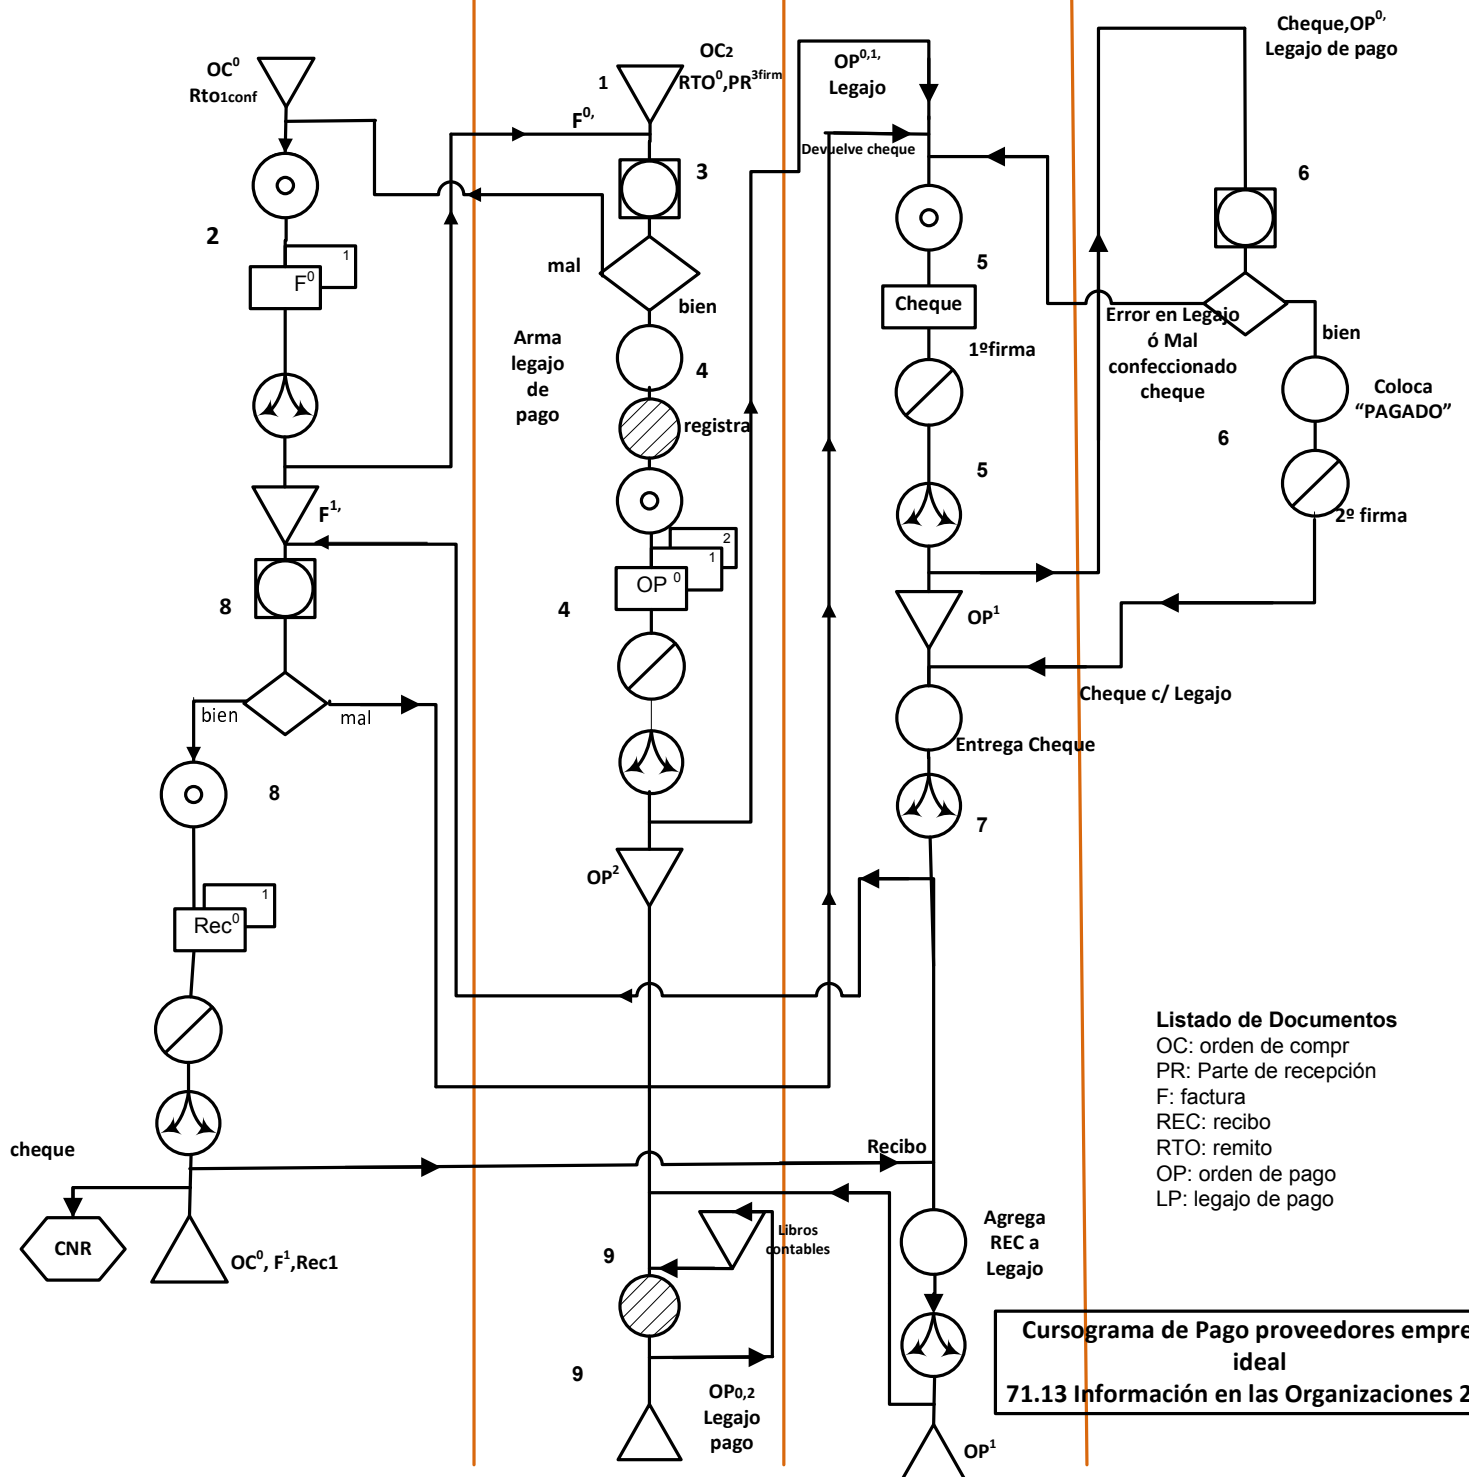 OC⁰
Rto1conf
2
1
F⁰
F¹,
8
bien
mal
8
1
Rec⁰
cheque
CNR
OC⁰, F¹,Rec1
OC2
1
RTO⁰,PR³ᶠⁱʳᵐ
F⁰,
3
mal
bien
Arma
legajo
de
pago
4
registra
2
1
OP ⁰
4
OP²
9
Libros
contables
9
OP0,2
Legajo
pago
OP⁰,¹,
Legajo
Devuelve cheque
5
Cheque
1ºfirma
5
OP¹
Cheque c/ Legajo
Entrega Cheque
7
Recibo
Agrega
REC a
Legajo
OP¹
Cheque,OP⁰,
Legajo de pago
6
Error en Legajo
ó Mal
confeccionado
cheque
bien
Coloca
“PAGADO”
6
2º firma
Listado de Documentos
OC: orden de compr
PR: Parte de recepción
F: factura
REC: recibo
RTO: remito
OP: orden de pago
LP: legajo de pago
Cursograma de Pago proveedores empre
ideal
71.13 Información en las Organizaciones 2